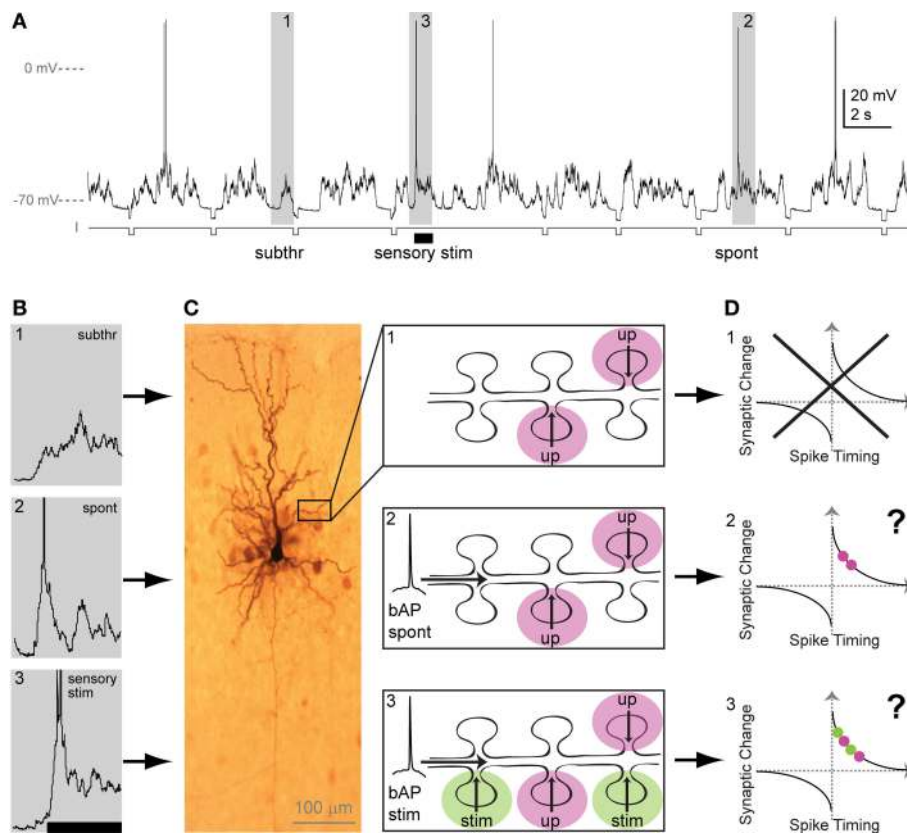 A
1
3
2
0 mV
20 mV
2 s
-70 mV
I
subthr
sensory stim
spont
B
C
D
1
subthr
2
spont
3
sensory
stim
100 µm
1
up
up
2
bAP
spont
up
up
3
bAP
stim
up
stim
up
stim
1
Synaptic Change
Spike Timing
2
?
Synaptic Change
Spike Timing
3
?
Synaptic Change
Spike Timing